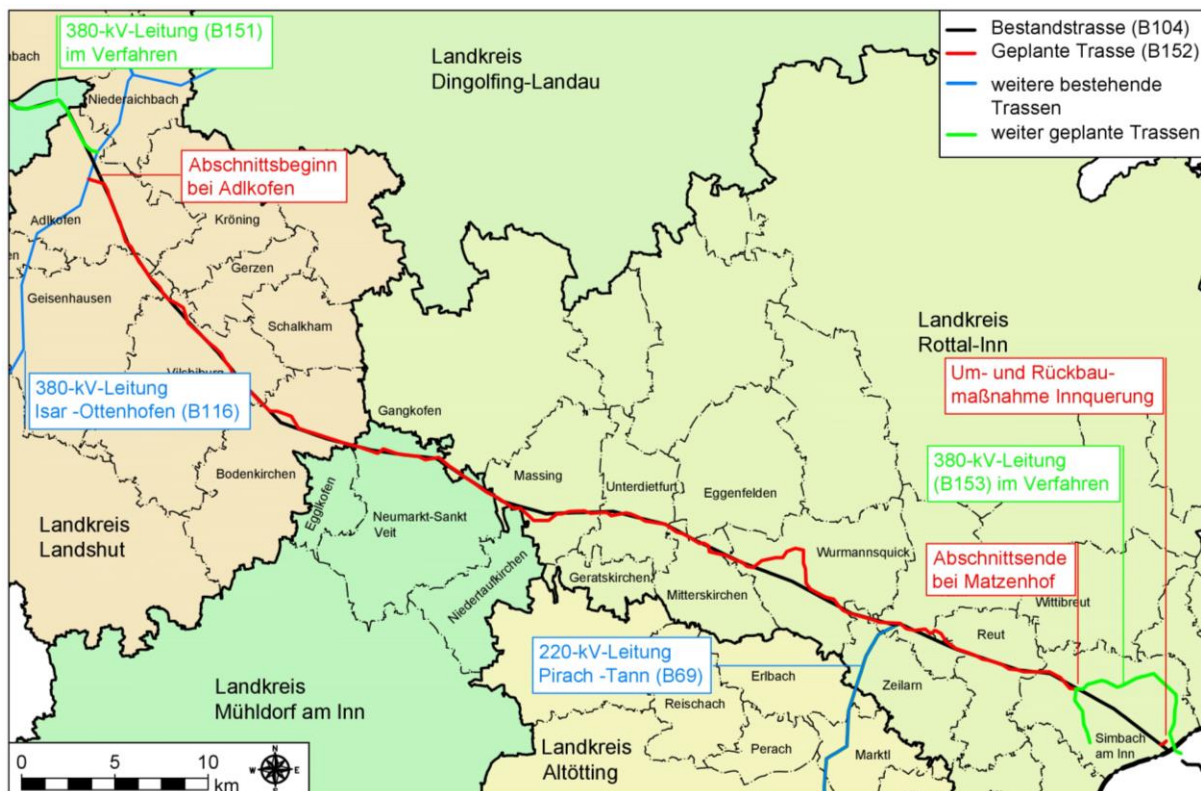 380-kV-Leitung (B151)
im Verfahren
Landkreis
Dingolfing-Landau
Bestandstrasse (B104)
Geplante Trasse (B152)
weitere bestehende
Trassen
weiter geplante Trassen
nbach
Niederaichbach
Abschnittsbeginn
bei Adlkofen
Adlkofen
Kröning
en
Gerzen
Geisenhausen
Schalkham
Landkreis
Rottal-Inn
Vilsbiburg
380-kV-Leitung
Isar -Ottenhofen (B116)
Um- und Rückbau-
maßnahme Innquerung
Gangkofen
380-kV-Leitung
(B153) im Verfahren
Bodenkirchen
Massing
Unterdietfurt
Eggenfelden
Egglkofen
Neumarkt-Sankt
Veit
Landkreis
Landshut
Wurmannsquick
Abschnittsende
bei Matzenhof
Niedertaufkirchen
Geratskirchen
Mitterskirchen
Wittibreut
Reut
220-kV-Leitung
Pirach -Tann (B69)
Erlbach
Zeilarn
Landkreis
Mühldorf am Inn
Reischach
Simbach
am Inn
Perach
Marktl
Landkreis
Altötting
0 5 10
km
N
W E
S